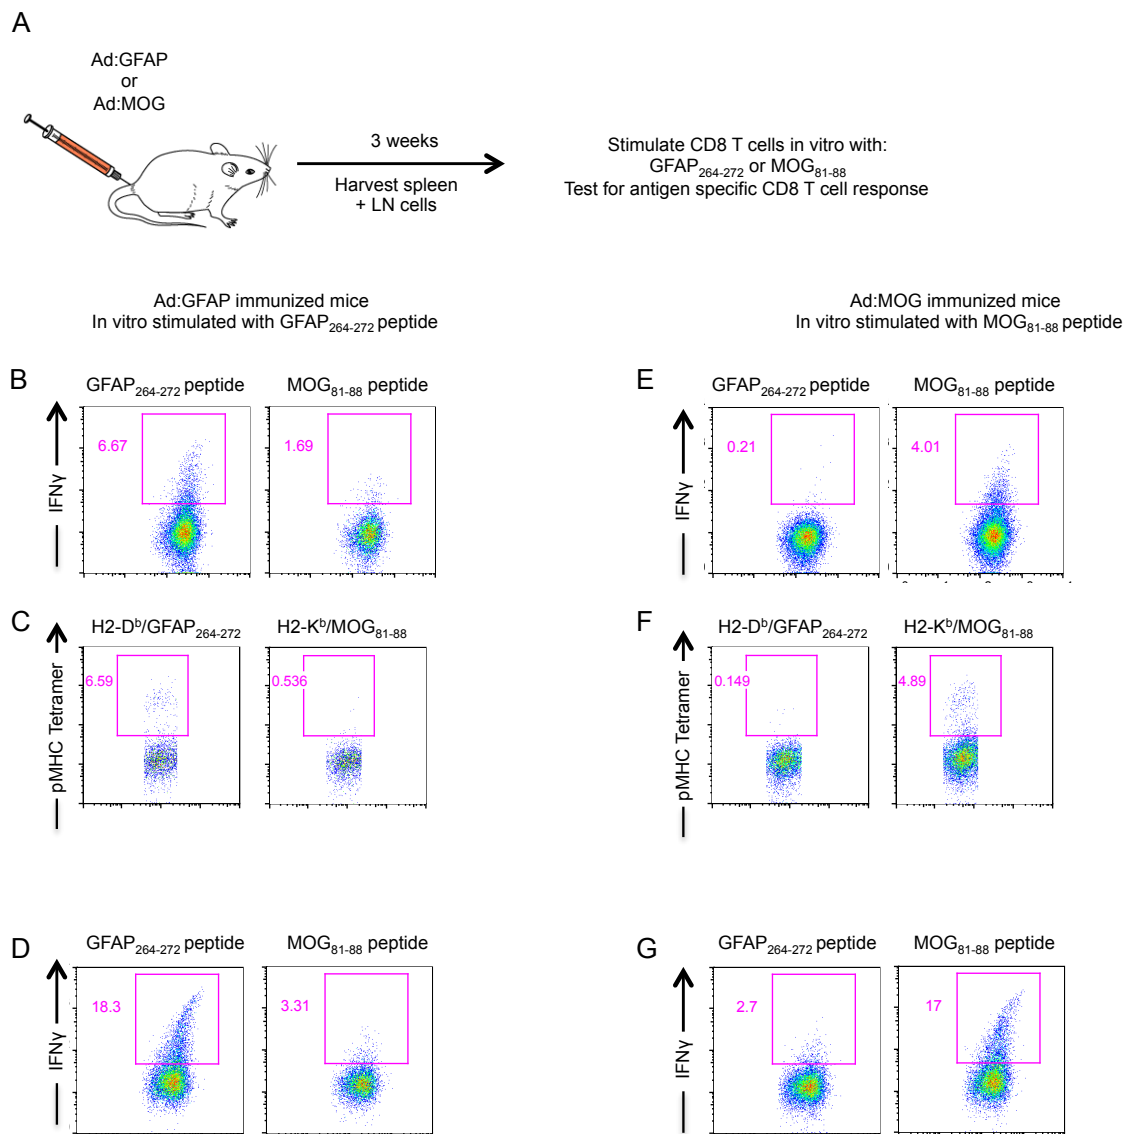 A
Ad:GFAP
or
Ad:MOG
3 weeks
Harvest spleen
+ LN cells
Stimulate CD8 T cells in vitro with:
GFAP264-272 or MOG81-88
Test for antigen specific CD8 T cell response
Ad:GFAP immunized mice
In vitro stimulated with GFAP264-272 peptide
Ad:MOG immunized mice
In vitro stimulated with MOG81-88 peptide
B
GFAP264-272 peptide
MOG81-88 peptide
IFNγ
6.67
1.69
E
GFAP264-272 peptide
MOG81-88 peptide
IFNγ
0.21
4.01
C
H2-Db/GFAP264-272
H2-Kb/MOG81-88
pMHC Tetramer
6.59
0.536
F
H2-Db/GFAP264-272
H2-Kb/MOG81-88
pMHC Tetramer
0.149
4.89
D
GFAP264-272 peptide
MOG81-88 peptide
IFNγ
18.3
3.31
G
GFAP264-272 peptide
MOG81-88 peptide
IFNγ
2.7
17